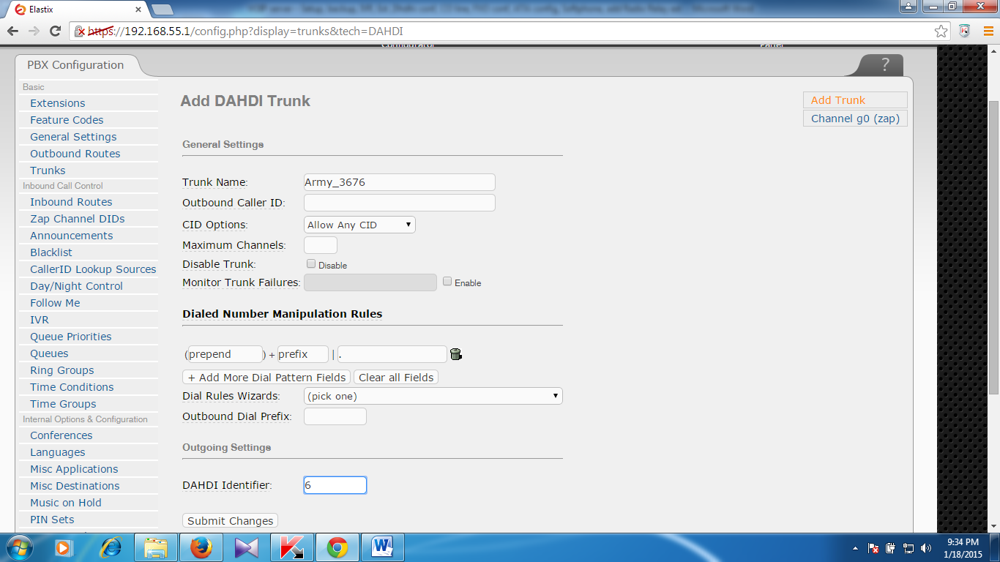 Elastix
https://192.168.55.1/config.php?display=trunks&tech=DAHDI
Configurator
Panel
PBX Configuration
?
Basic
Extensions
Feature Codes
General Settings
Outbound Routes
Trunks
Inbound Call Control
Inbound Routes
Zap Channel DIDs
Announcements
Blacklist
CallerID Lookup Sources
Day/Night Control
Follow Me
IVR
Queue Priorities
Queues
Ring Groups
Time Conditions
Time Groups
Internal Options & Configuration
Conferences
Languages
Misc Applications
Misc Destinations
Music on Hold
PIN Sets
Add DAHDI Trunk
Add Trunk
Channel g0 (zap)
General Settings
Trunk Name: Army_3676
Outbound Caller ID:
CID Options: Allow Any CID
Maximum Channels:
Disable Trunk: Disable
Monitor Trunk Failures: Enable
Dialed Number Manipulation Rules
(prepend) + prefix | .
+ Add More Dial Pattern Fields Clear all Fields
Dial Rules Wizards: (pick one)
Outbound Dial Prefix:
Outgoing Settings
DAHDI Identifier: 6
Submit Changes
9:34 PM
1/18/2015